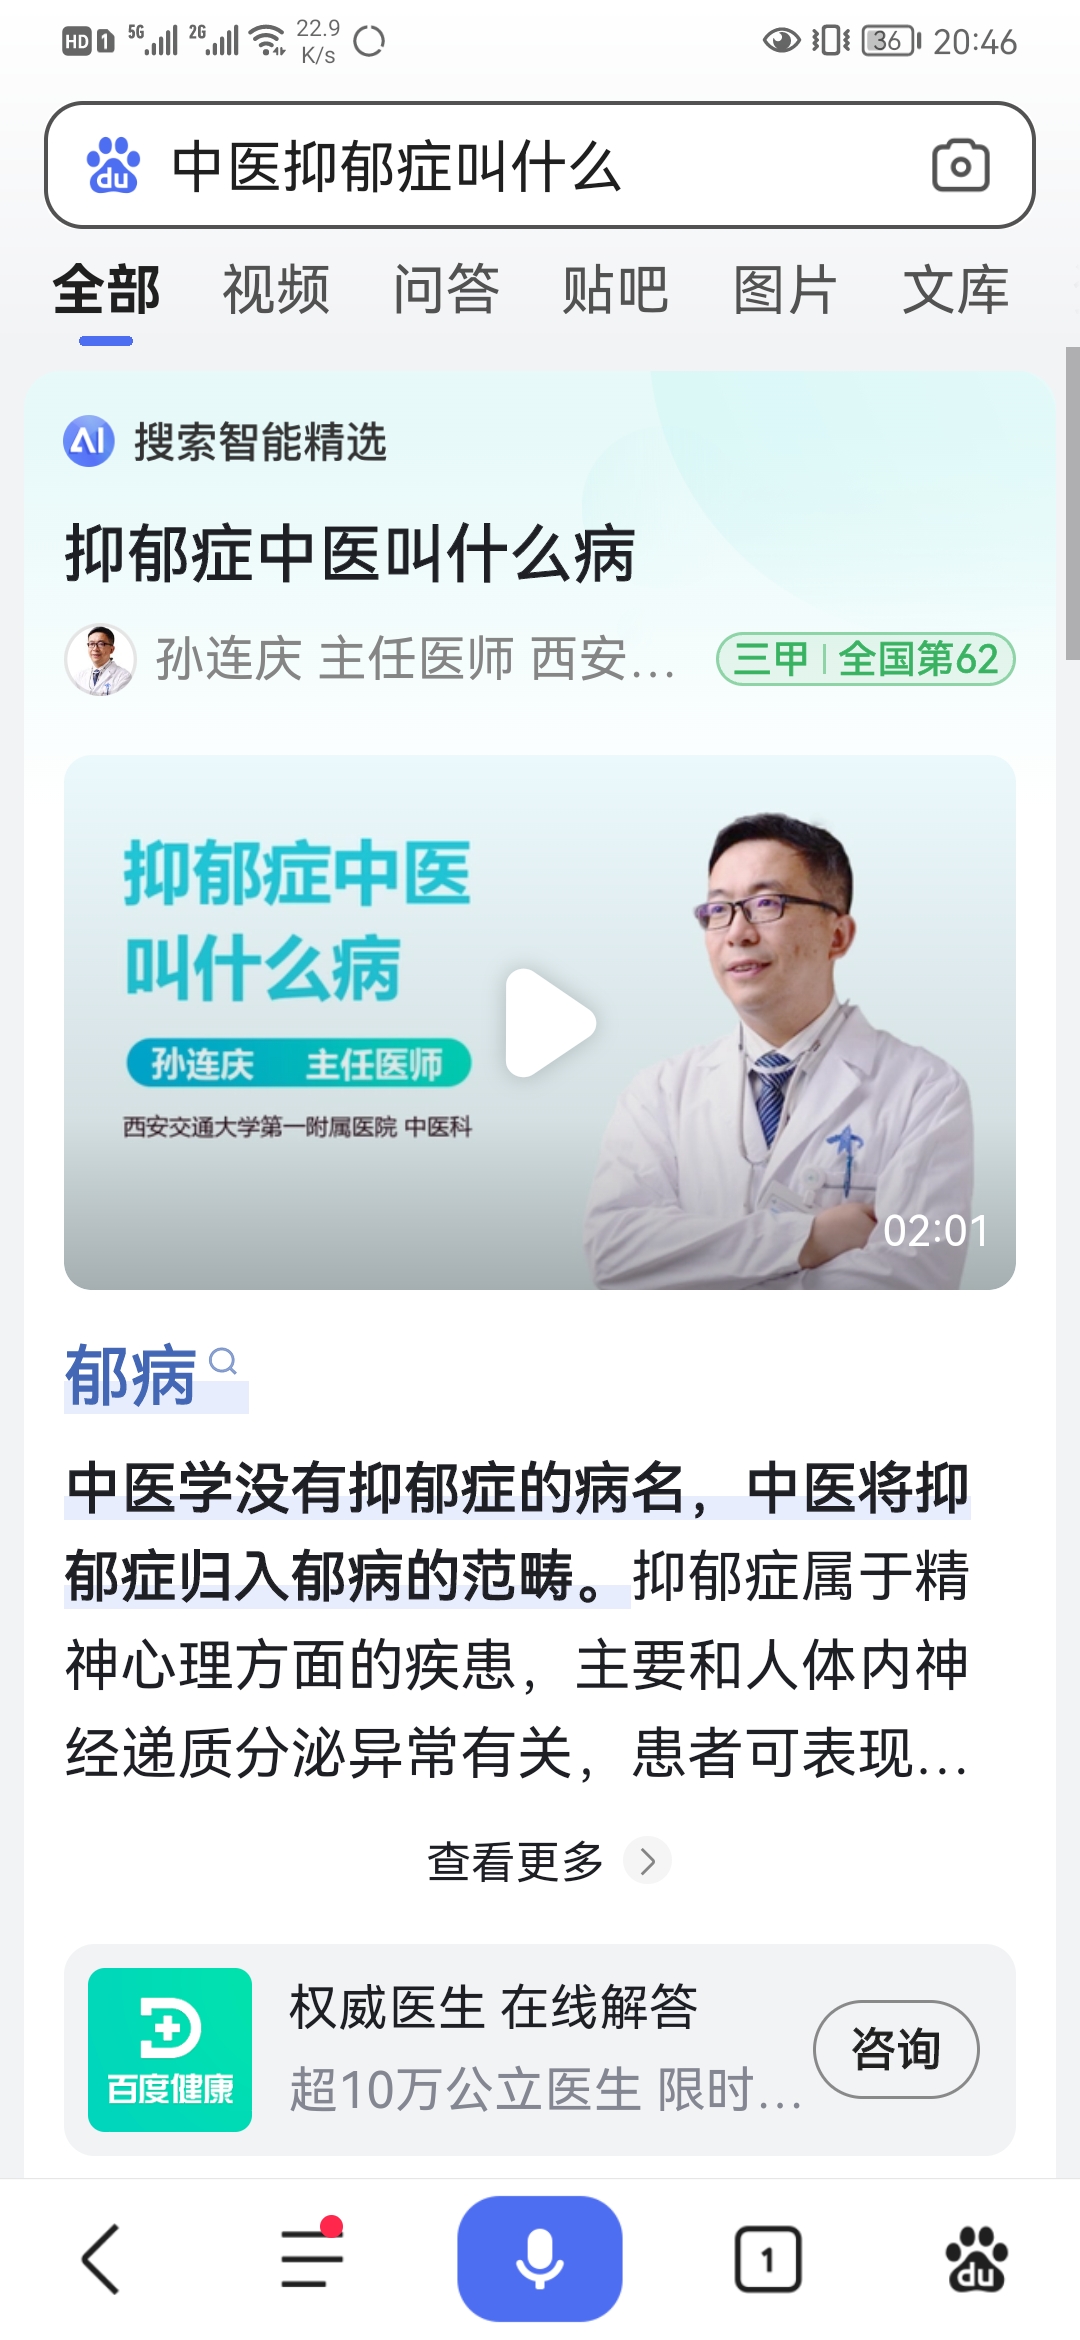 HD 1 5G 2G 22.9 K/s 36 20:46
du 中医抑郁症叫什么
全部 视频 问答 贴吧 图片 文库
AI 搜索智能精选
抑郁症中医叫什么病
孙连庆 主任医师 西安... 三甲 全国第62
抑郁症中医
叫什么病
孙连庆 主任医师
西安交通大学第一附属医院 中医科
02:01
郁病
中医学没有抑郁症的病名，中医将抑
郁症归入郁病的范畴。抑郁症属于精
神心理方面的疾患，主要和人体内神
经递质分泌异常有关，患者可表现...
查看更多
百度健康
权威医生 在线解答
超10万公立医生 限时...
咨询
1
du